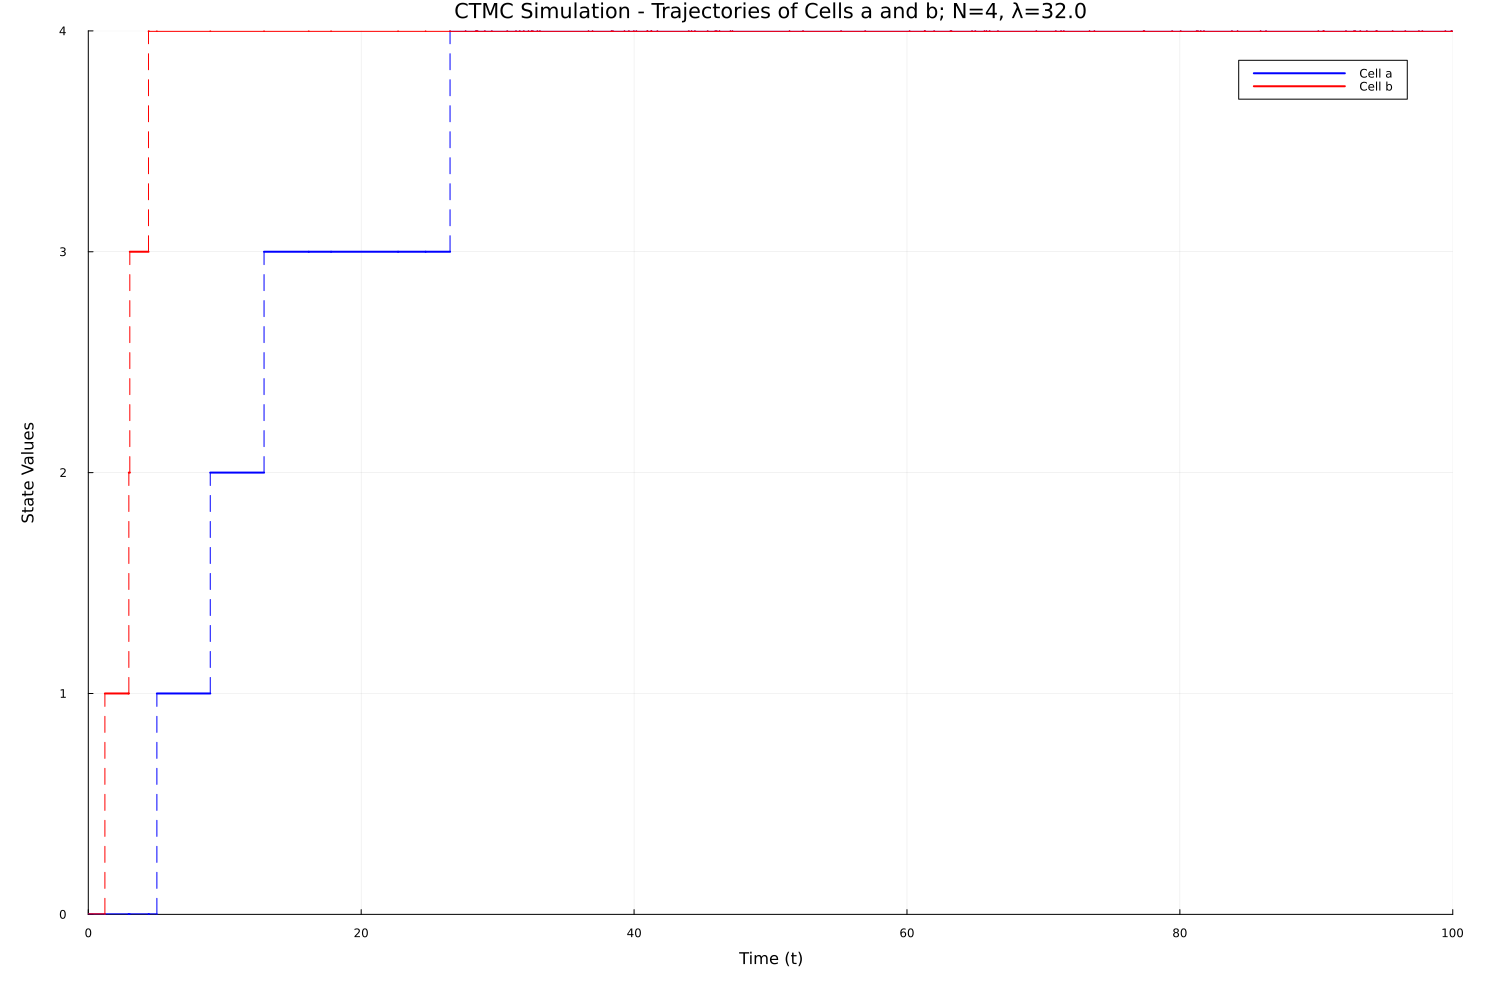 CTMC Simulation - Trajectories of Cells a and b; N=4, λ=32.0
4
Cell a
Cell b
3
State Values
2
1
0
0 20 40 60 80 100
Time (t)